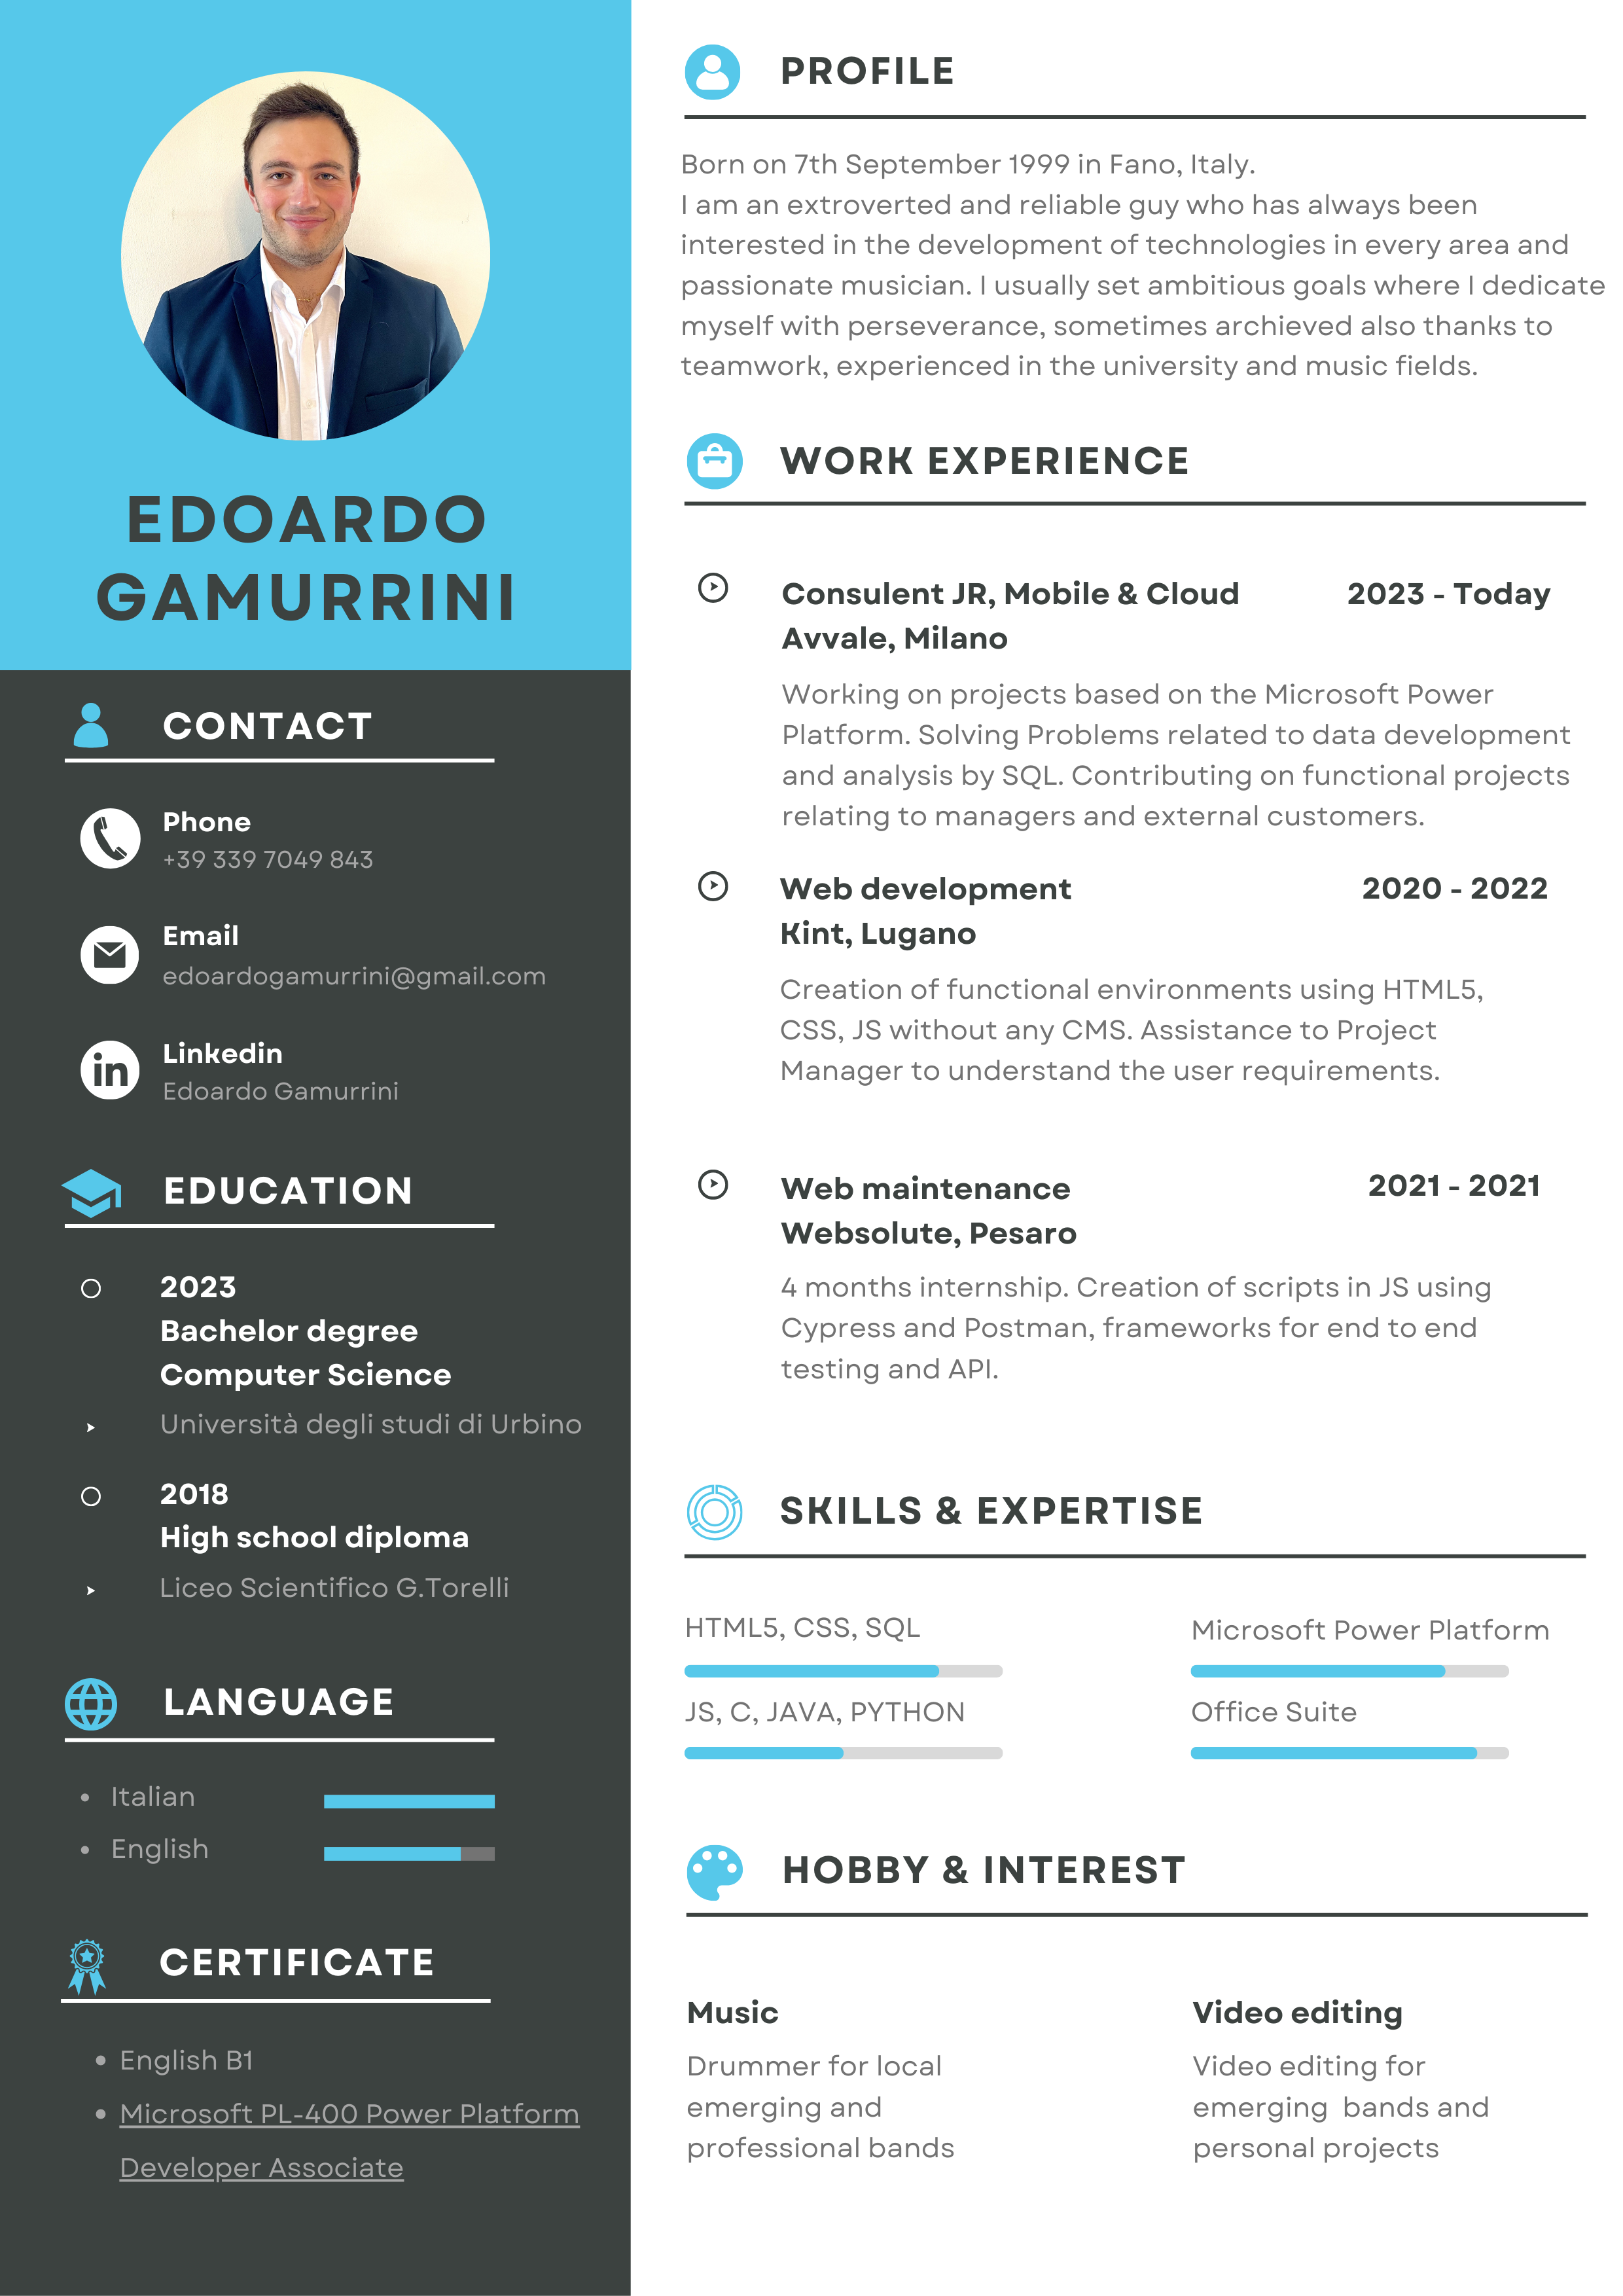 EDOARDO
GAMURRINI
CONTACT
Phone
+39 339 7049 843
Email
edoardogamurrini@gmail.com
in
Linkedin
Edoardo Gamurrini
EDUCATION
2023
Bachelor degree
Computer Science
Università degli studi di Urbino
2018
High school diploma
Liceo Scientifico G.Torelli
LANGUAGE
Italian
English
CERTIFICATE
English B1
Microsoft PL-400 Power Platform
Developer Associate
PROFILE
Born on 7th September 1999 in Fano, Italy.
I am an extroverted and reliable guy who has always been
interested in the development of technologies in every area and
passionate musician. I usually set ambitious goals where I dedicate
myself with perseverance, sometimes archieved also thanks to
teamwork, experienced in the university and music fields.
WORK EXPERIENCE
Consulent JR, Mobile & Cloud 2023 - Today
Avvale, Milano
Working on projects based on the Microsoft Power
Platform. Solving Problems related to data development
and analysis by SQL. Contributing on functional projects
relating to managers and external customers.
Web development 2020 - 2022
Kint, Lugano
Creation of functional environments using HTML5,
CSS, JS without any CMS. Assistance to Project
Manager to understand the user requirements.
Web maintenance 2021 - 2021
Websolute, Pesaro
4 months internship. Creation of scripts in JS using
Cypress and Postman, frameworks for end to end
testing and API.
SKILLS & EXPERTISE
HTML5, CSS, SQL
Microsoft Power Platform
JS, C, JAVA, PYTHON
Office Suite
HOBBY & INTEREST
Music
Drummer for local
emerging and
professional bands
Video editing
Video editing for
emerging  bands and
personal projects